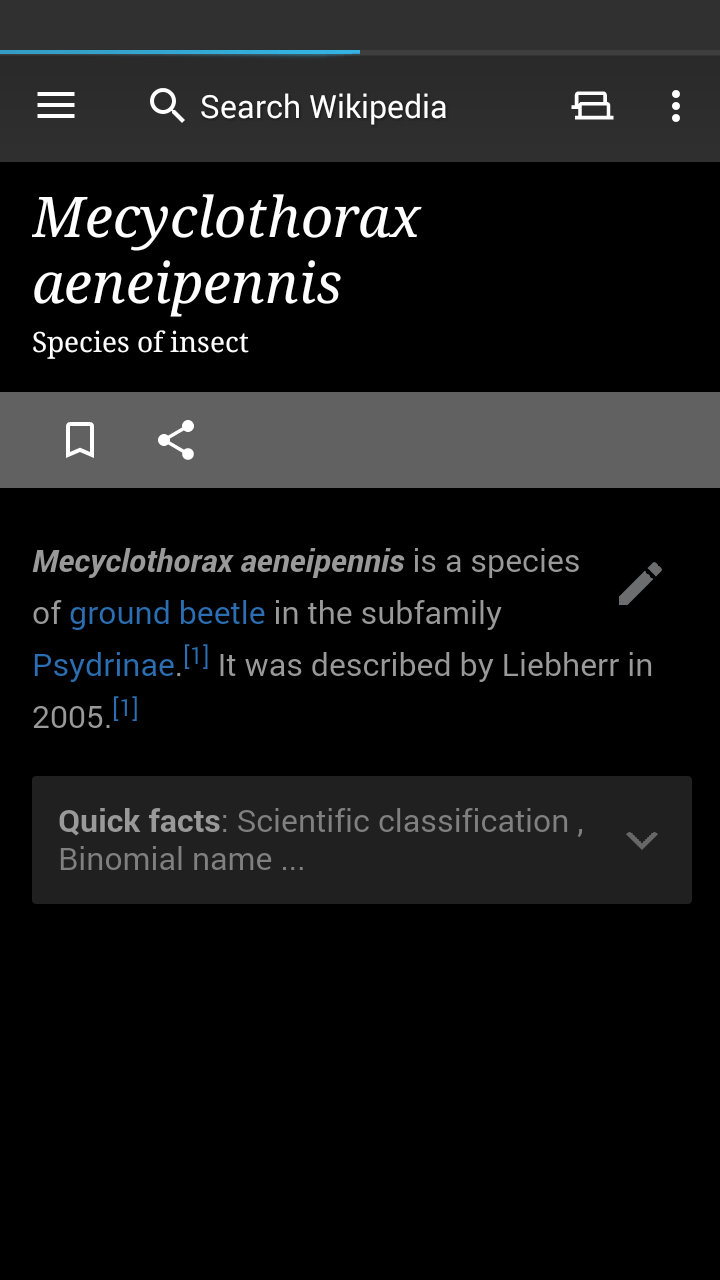 Search Wikipedia
Mecyclothorax
aeneipennis
Species of insect
Mecyclothorax aeneipennis is a species
of ground beetle in the subfamily
Psydrinae.[1] It was described by Liebherr in
2005.[1]
Quick facts: Scientific classification ,
Binomial name ...